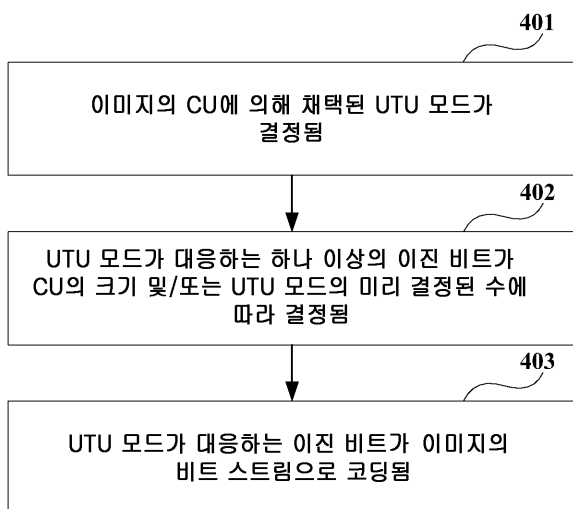 401
이미지의 CU에 의해 채택된 UTU 모드가
결정됨
402
UTU 모드가 대응하는 하나 이상의 이진 비트가
CU의 크기 및/또는 UTU 모드의 미리 결정된 수에
따라 결정됨
403
UTU 모드가 대응하는 이진 비트가 이미지의
비트 스트림으로 코딩됨